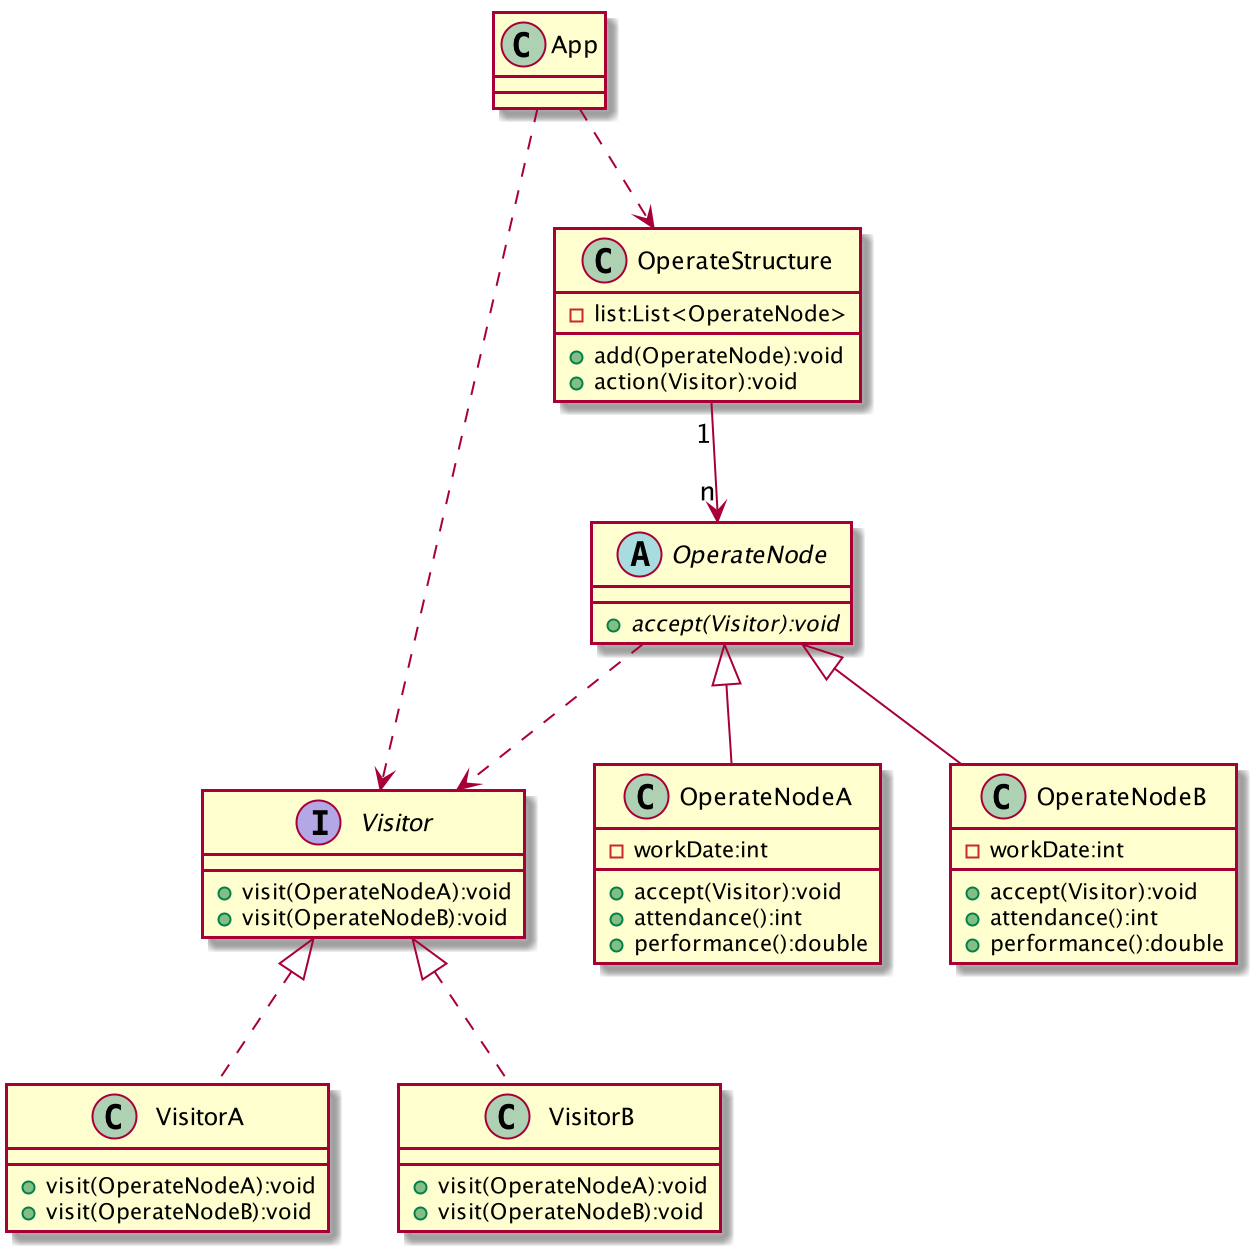 C App
C OperateStructure
list:List<OperateNode>
add(OperateNode):void
action(Visitor):void
1
n
A OperateNode
accept(Visitor):void
I Visitor
visit(OperateNodeA):void
visit(OperateNodeB):void
C OperateNodeA
workDate:int
accept(Visitor):void
attendance():int
performance():double
C OperateNodeB
workDate:int
accept(Visitor):void
attendance():int
performance():double
C VisitorA
visit(OperateNodeA):void
visit(OperateNodeB):void
C VisitorB
visit(OperateNodeA):void
visit(OperateNodeB):void